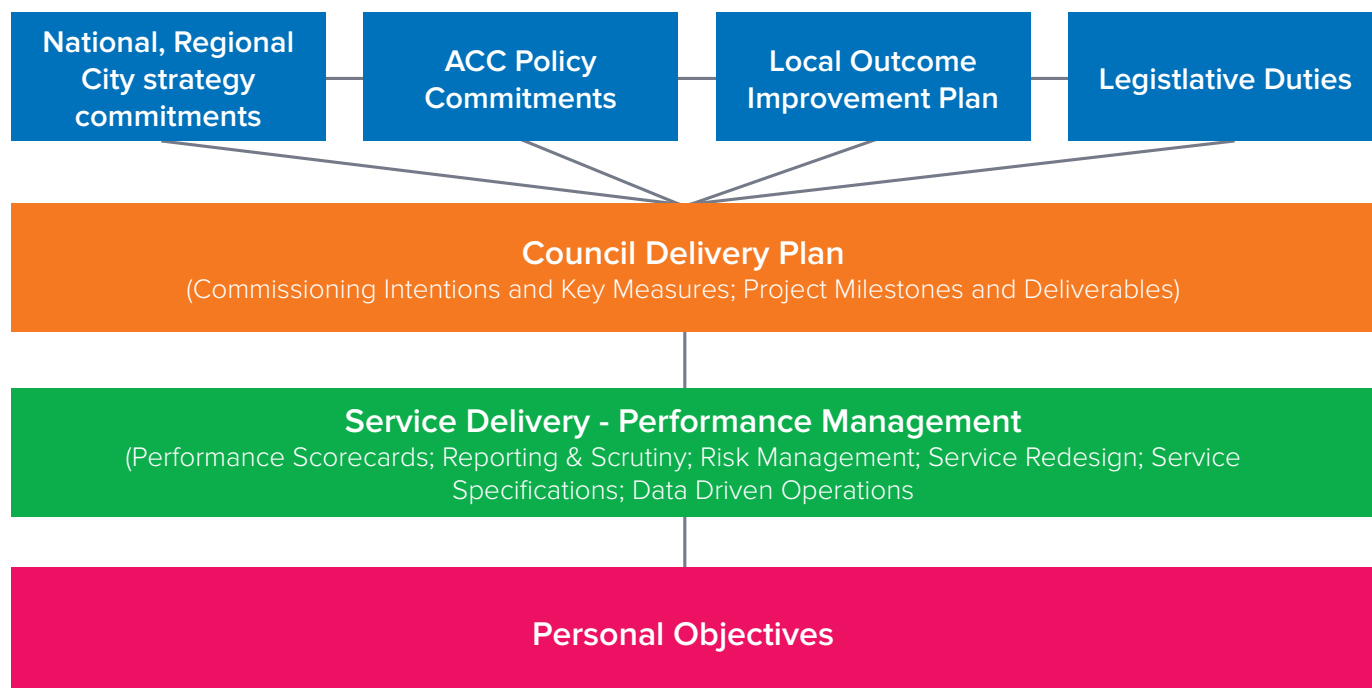 National, Regional
City strategy
commitments
ACC Policy
Commitments
Local Outcome
Improvement Plan
Legistlative Duties
Council Delivery Plan
(Commissioning Intentions and Key Measures; Project Milestones and Deliverables)
Service Delivery - Performance Management
(Performance Scorecards; Reporting & Scrutiny; Risk Management; Service Redesign; Service
Specifications; Data Driven Operations
Personal Objectives